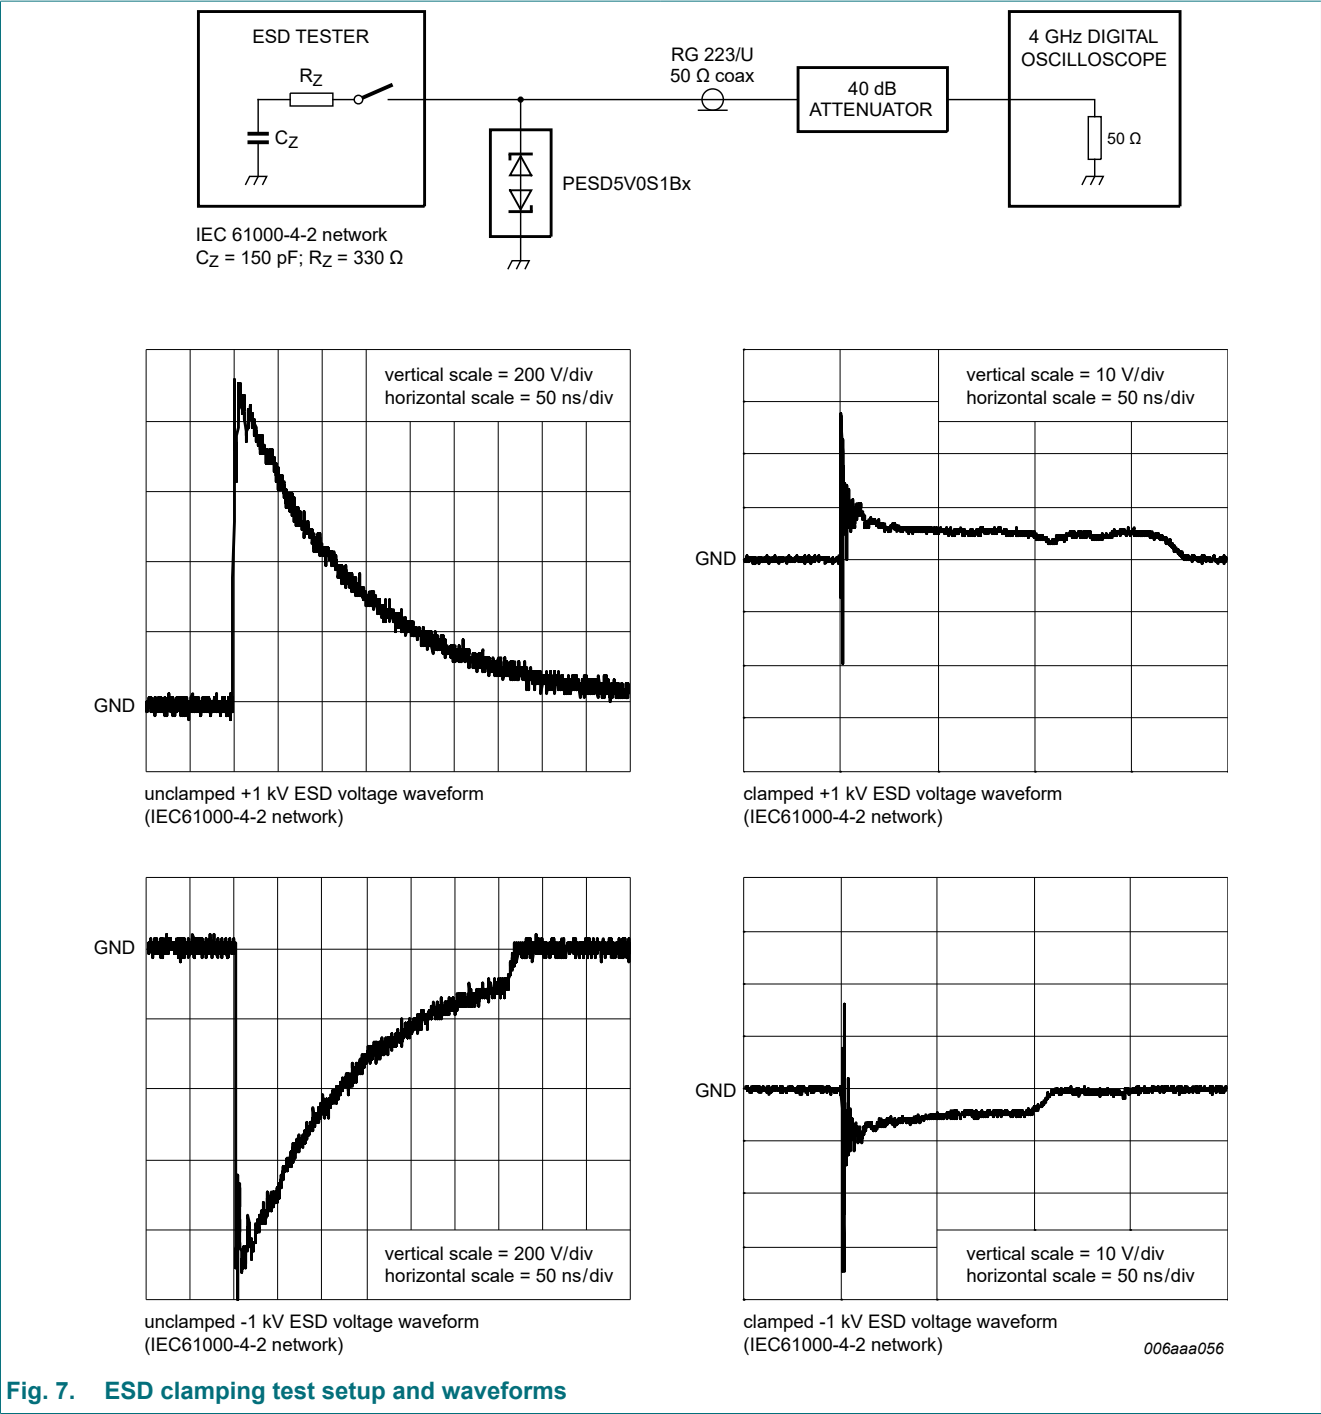 ESD TESTER
RZ
CZ
IEC 61000-4-2 network
CZ = 150 pF; RZ = 330 Ω
PESD5V0S1Bx
RG 223/U
50 Ω coax
40 dB
ATTENUATOR
4 GHz DIGITAL
OSCILLOSCOPE
50 Ω
vertical scale = 200 V/div
horizontal scale = 50 ns/div
GND
unclamped +1 kV ESD voltage waveform
(IEC61000-4-2 network)
vertical scale = 10 V/div
horizontal scale = 50 ns/div
GND
clamped +1 kV ESD voltage waveform
(IEC61000-4-2 network)
GND
vertical scale = 200 V/div
horizontal scale = 50 ns/div
unclamped -1 kV ESD voltage waveform
(IEC61000-4-2 network)
GND
vertical scale = 10 V/div
horizontal scale = 50 ns/div
clamped -1 kV ESD voltage waveform
(IEC61000-4-2 network)
006aaa056
Fig. 7. ESD clamping test setup and waveforms